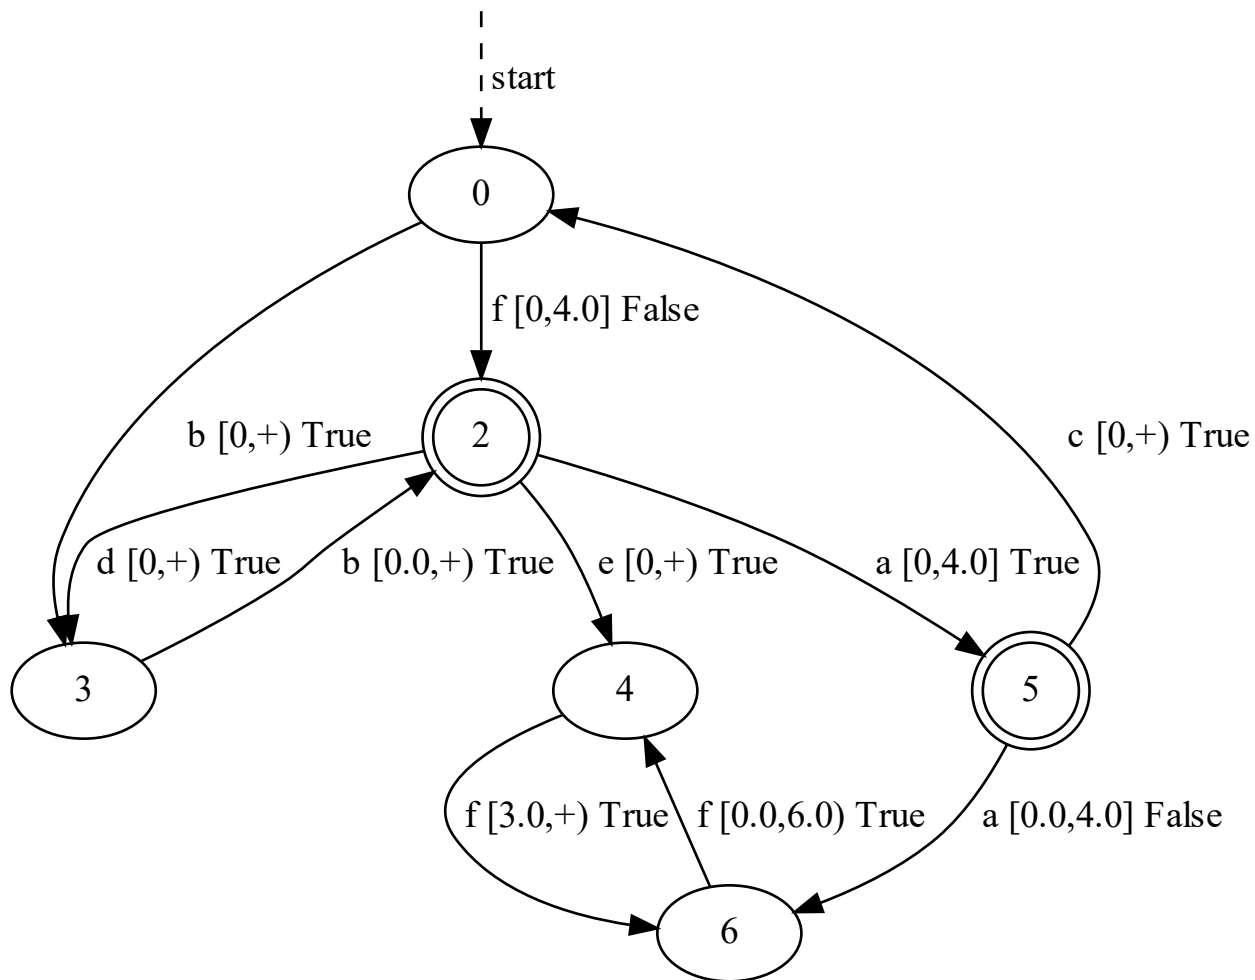 start
0
f [0,4.0] False
b [0,+) True
2
c [0,+) True
d [0,+) True
b [0.0,+) True
e [0,+) True
a [0,4.0] True
3
4
5
f [3.0,+) True
f [0.0,6.0) True
a [0.0,4.0] False
6